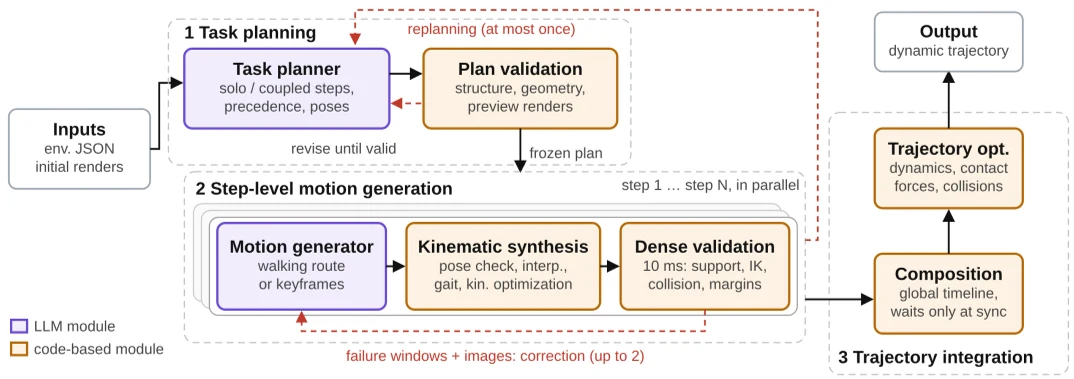 1 Task planning
replanning (at most once)
Task planner
solo / coupled steps,
precedence, poses
Plan validation
structure, geometry,
preview renders
revise until valid
frozen plan
Inputs
env. JSON
initial renders
2 Step-level motion generation
step 1 … step N, in parallel
Motion generator
walking route
or keyframes
Kinematic synthesis
pose check, interp.,
gait, kin. optimization
Dense validation
10 ms: support, IK,
collision, margins
failure windows + images: correction (up to 2)
LLM module
code-based module
Output
dynamic trajectory
Trajectory opt.
dynamics, contact
forces, collisions
Composition
global timeline,
waits only at sync
3 Trajectory integration